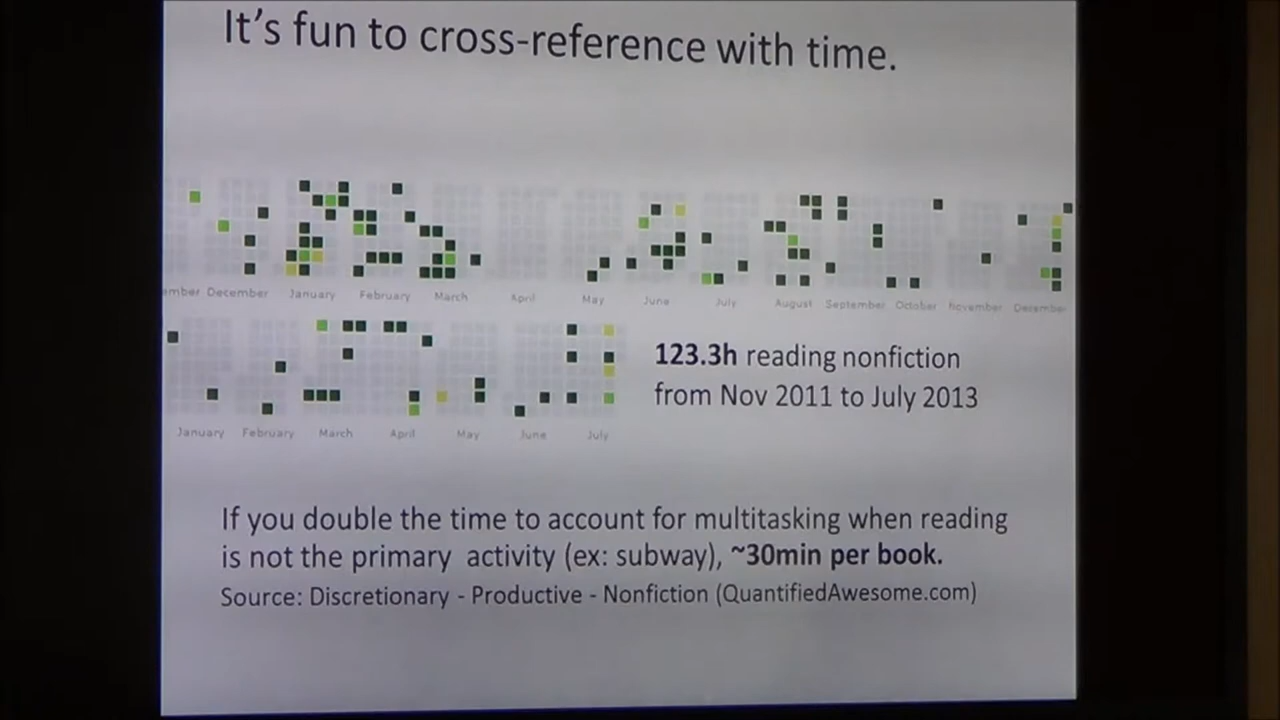 It's fun to cross-reference with time.
ember December January February March April May June July August September October November December
January February March April May June July
123.3h reading nonfiction
from Nov 2011 to July 2013
If you double the time to account for multitasking when reading
is not the primary activity (ex: subway), ~30min per book.
Source: Discretionary - Productive - Nonfiction (QuantifiedAwesome.com)